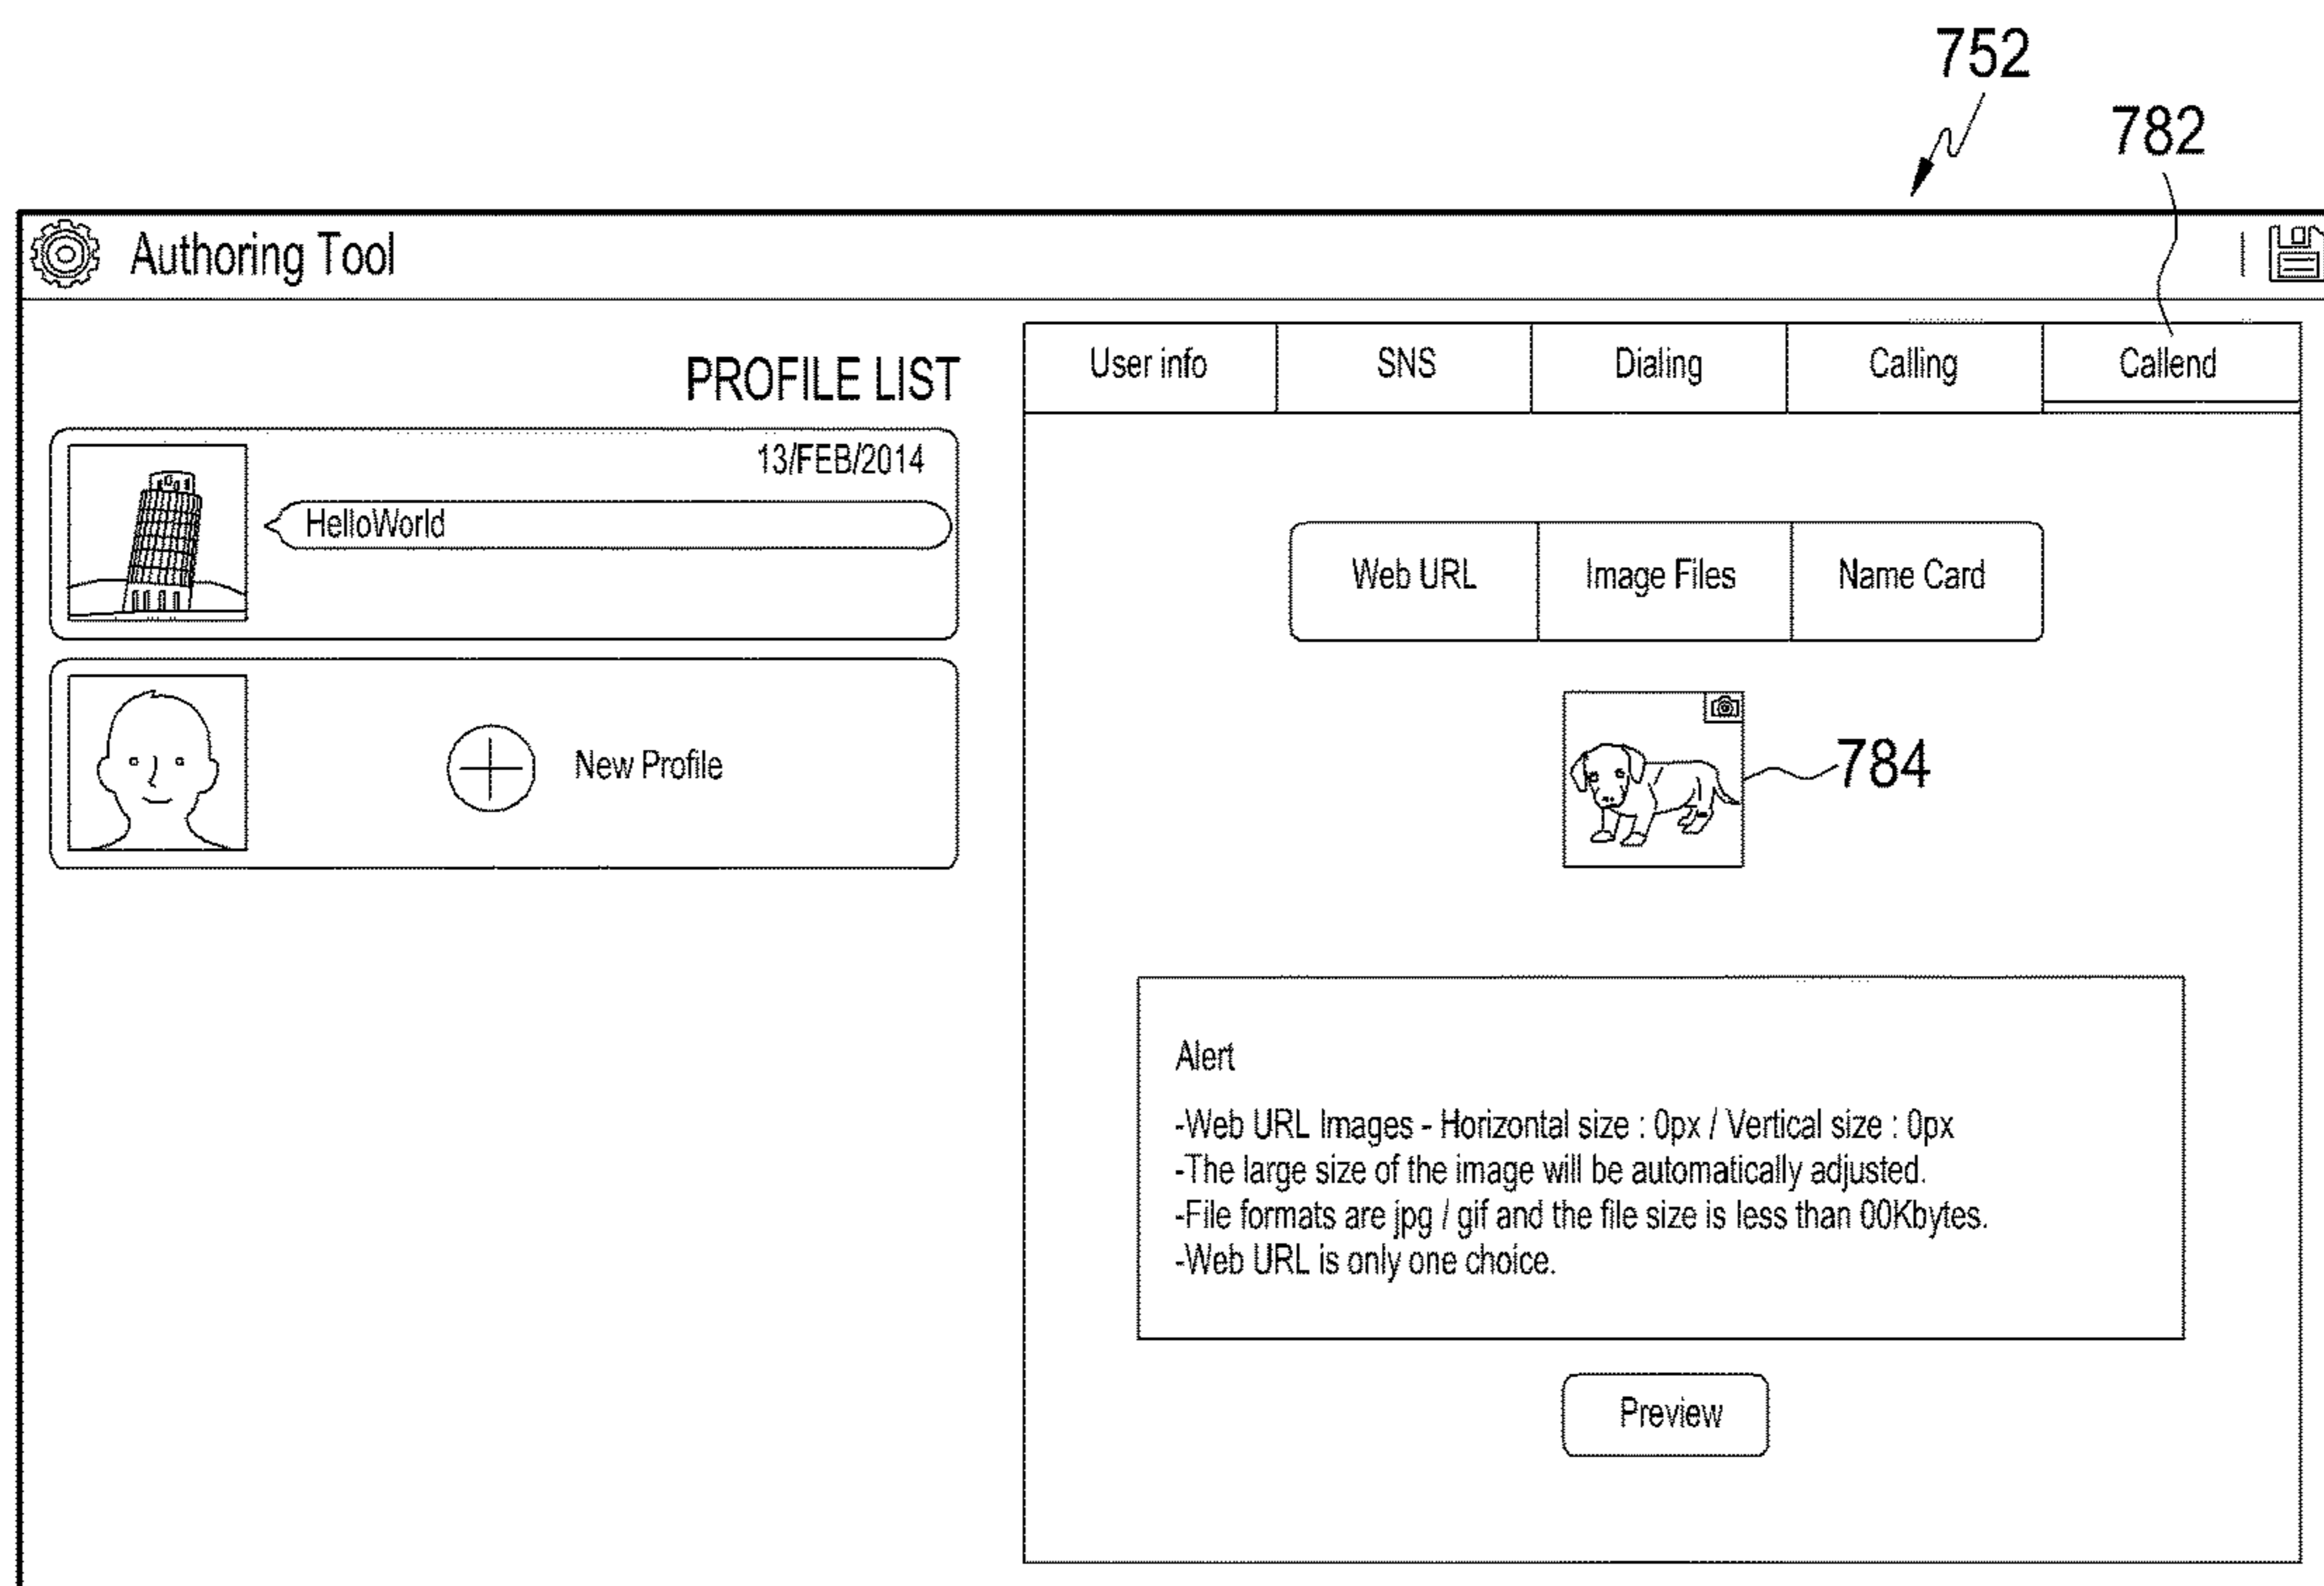 752
782
Authoring Tool
PROFILE LIST
13/FEB/2014
HelloWorld
New Profile
User info
SNS
Dialing
Calling
Callend
Web URL
Image Files
Name Card
784
Alert
-Web URL Images - Horizontal size : 0px / Vertical size : 0px
-The large size of the image will be automatically adjusted.
-File formats are jpg / gif and the file size is less than 00Kbytes.
-Web URL is only one choice.
Preview